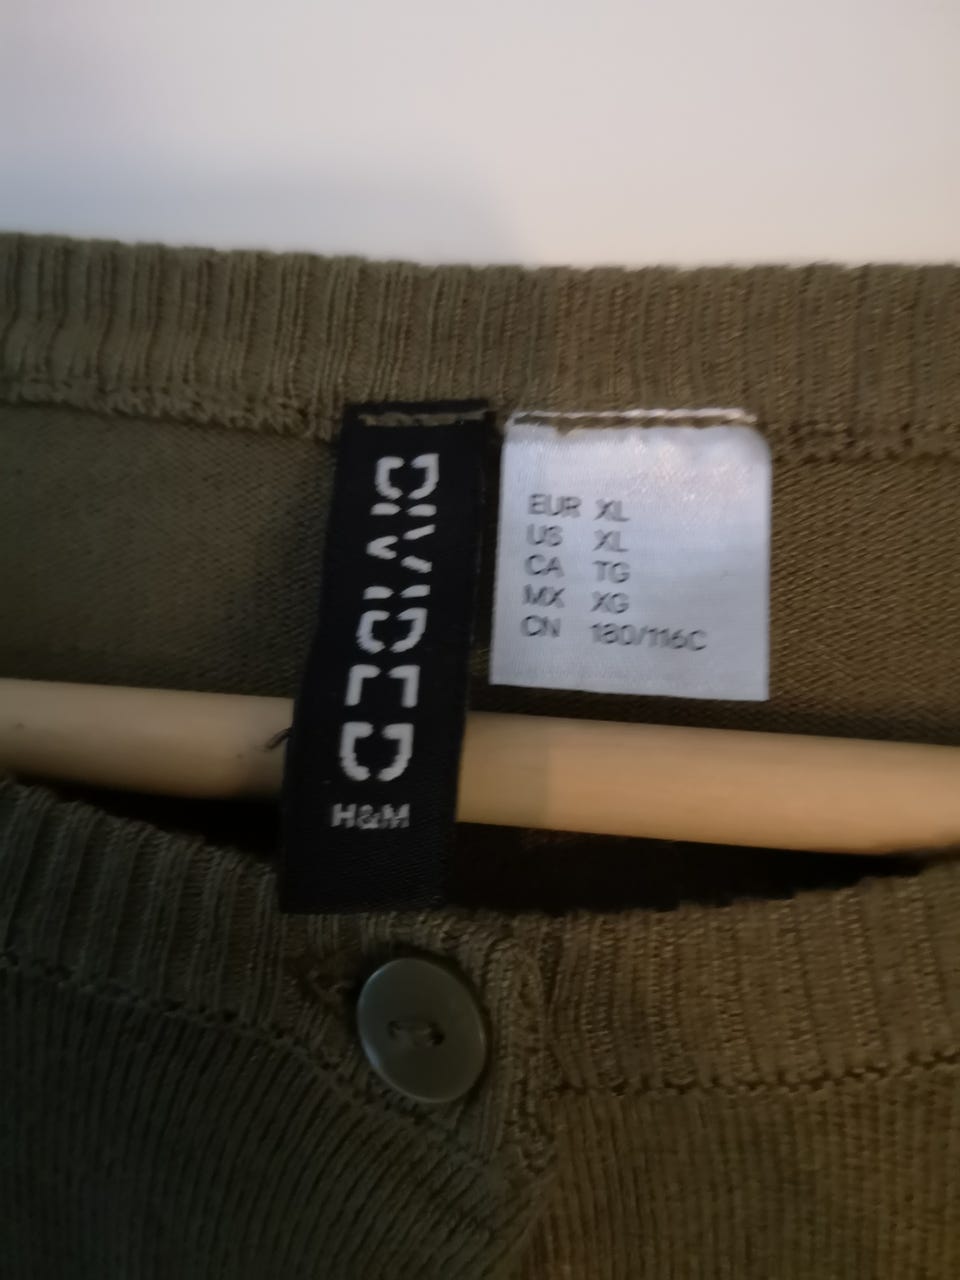 DIVIDED
H&M
EUR XL
US XL
CA TG
MX XG
CN 180/116C